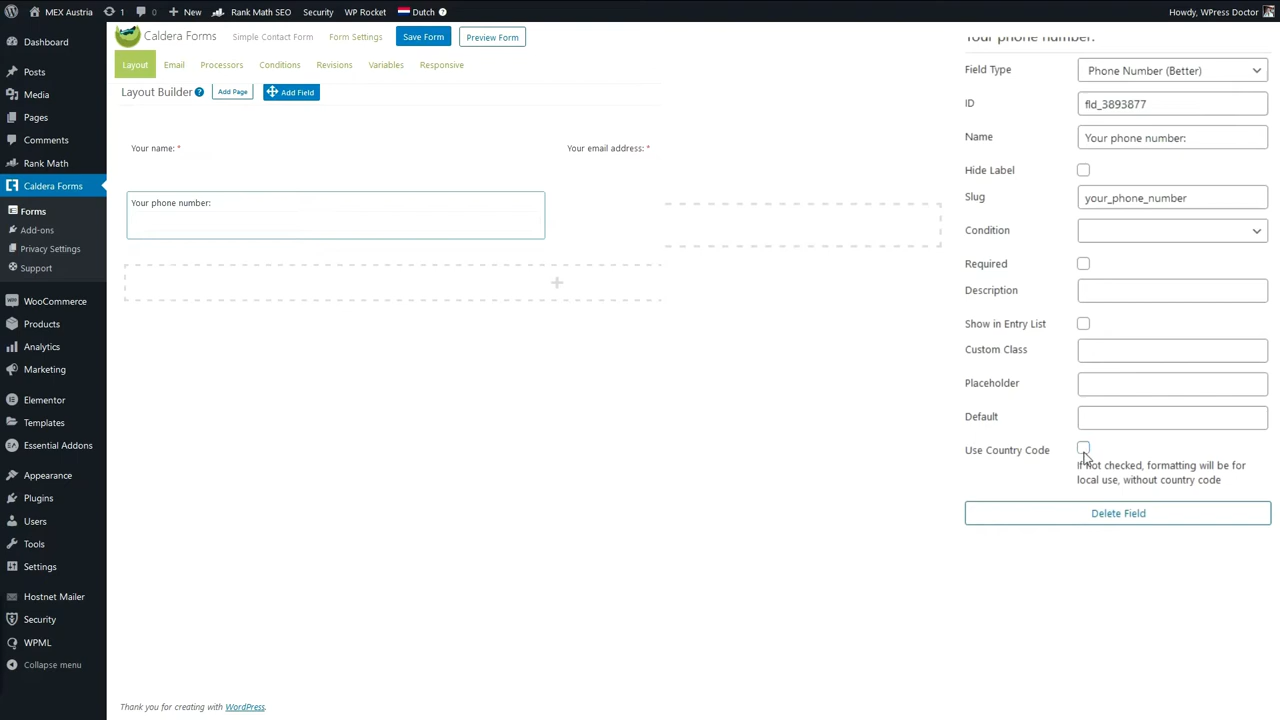 MEX Austria
1
0
New
Rank Math SEO
Security
WP Rocket
Dutch
Howdy, WPress Doctor
Dashboard
Posts
Media
Pages
Comments
Rank Math
Caldera Forms
Forms
Add-ons
Privacy Settings
Support
WooCommerce
Products
Analytics
Marketing
Elementor
Templates
Essential Addons
Appearance
Plugins
Users
Tools
Settings
Hostnet Mailer
Security
WPML
Collapse menu
Caldera Forms
Simple Contact Form
Form Settings
Save Form
Preview Form
Layout
Email
Processors
Conditions
Revisions
Variables
Responsive
Layout Builder ?
Add Page
Add Field
Your name: *
Your email address: *
Your phone number:
+
Thank you for creating with WordPress.
Your phone number:
Field Type
Phone Number (Better)
ID
fld_3893877
Name
Your phone number:
Hide Label
Slug
your_phone_number
Condition
Required
Description
Show in Entry List
Custom Class
Placeholder
Default
Use Country Code
If not checked, formatting will be for
local use, without country code
Delete Field